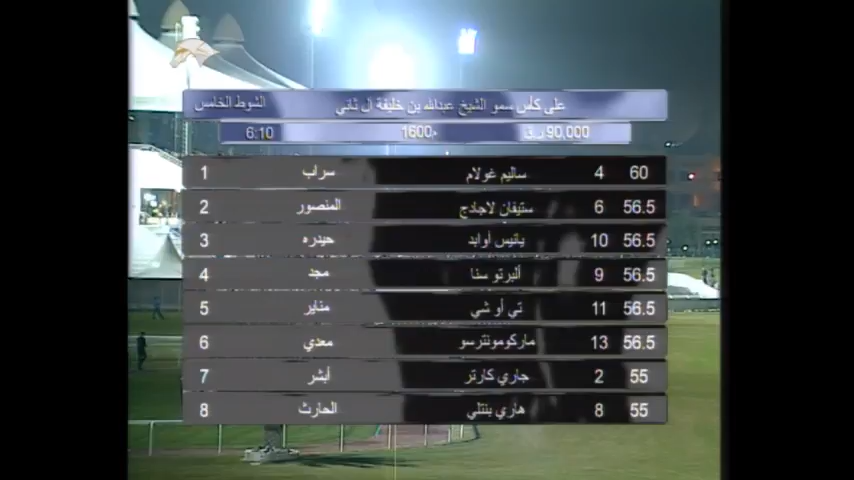 الشوط الخامس على كأس سمو الشيخ عبدالله بن خليفة آل ثاني
6:10 1600م 90,000 ر.ق
1 سراب ساليم غولام 4 60
2 المنصور ستيفان لاجادج 6 56.5
3 حيدره يانيس أوابد 10 56.5
4 مجد ألبرتو سنا 9 56.5
5 مناير تي أو شي 11 56.5
6 معدي ماركومونترسو 13 56.5
7 أبشر جاري كارتر 2 55
8 الحارث هاري بنتلي 8 55